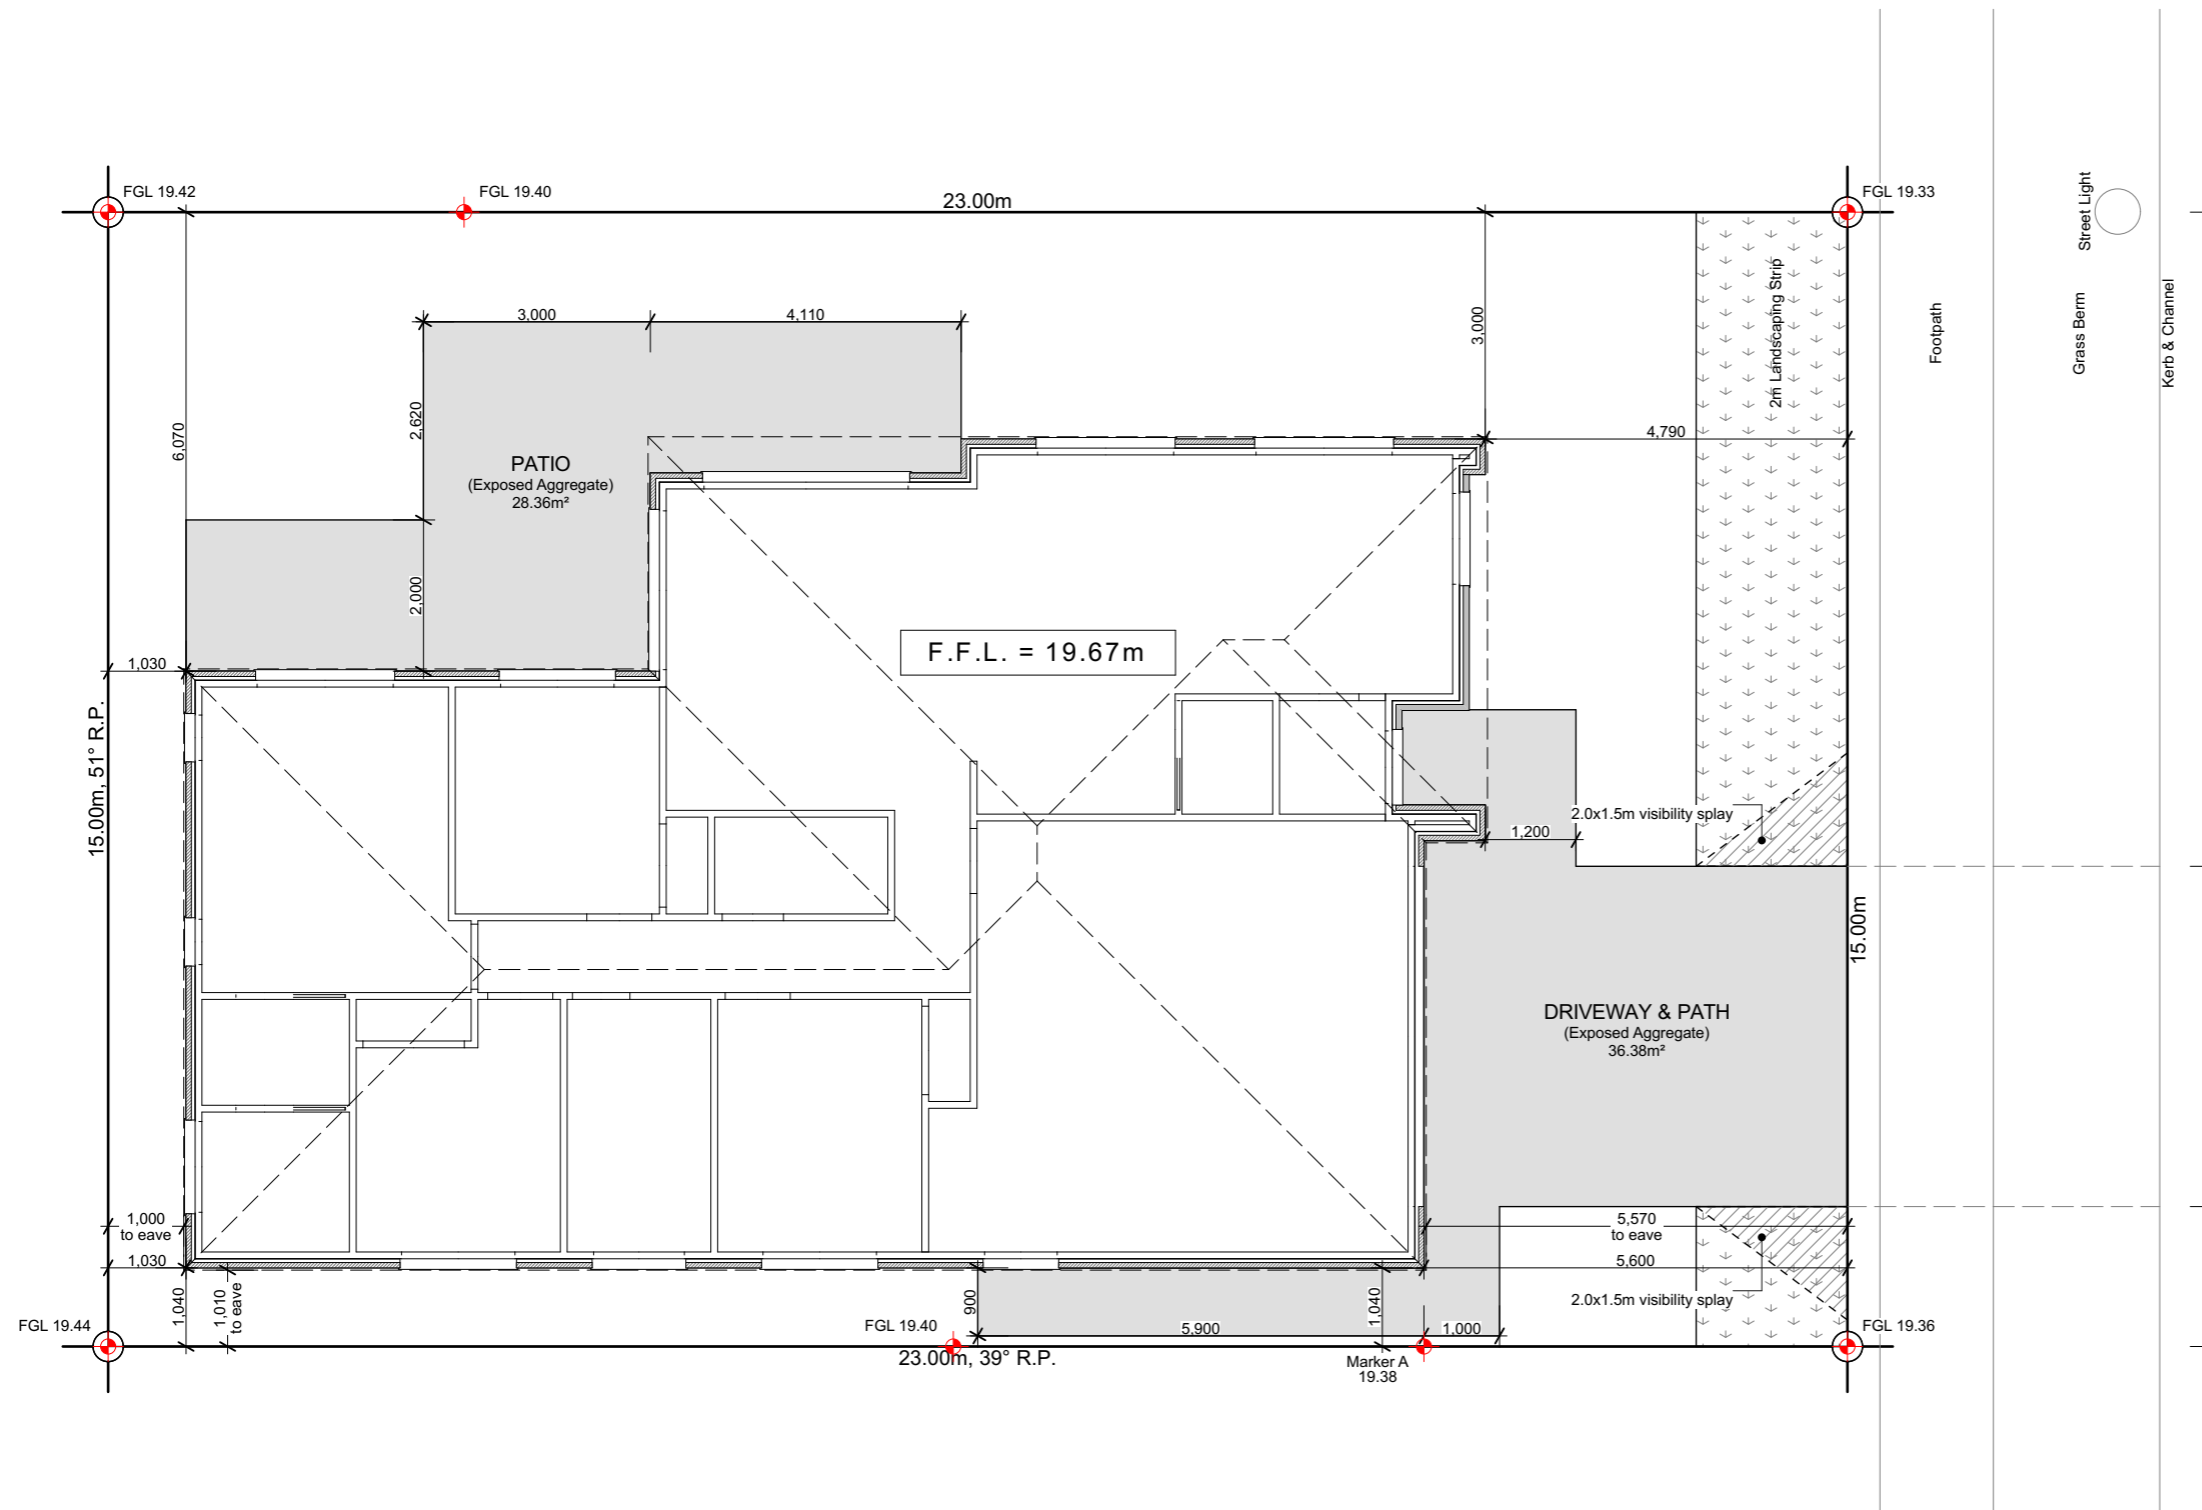 FGL 19.42
FGL 19.40
23.00m
FGL 19.33
Street Light
2m Landscaping Strip
Footpath
Grass Berm
Kerb & Channel
3,000
4,110
3,000
6,070
2,620
4,790
PATIO
(Exposed Aggregate)
28.36m²
2,000
F.F.L. = 19.67m
1,030
15.00m, 51° R.P.
2.0x1.5m visibility splay
1,200
15.00m
DRIVEWAY & PATH
(Exposed Aggregate)
36.38m²
1,000
to eave
5,570
to eave
1,030
5,600
1,040
1,010
to eave
900
1,040
2.0x1.5m visibility splay
FGL 19.44
FGL 19.40
5,900
1,000
FGL 19.36
23.00m, 39° R.P.
Marker A
19.38